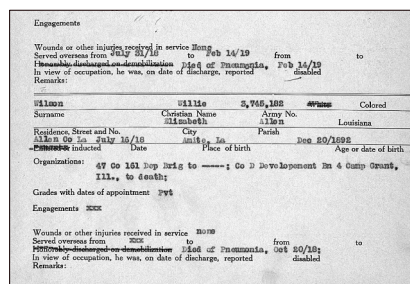 Engagements
Wounds or other injuries received in service None
Served overseas from July 31/18 to Feb 14/19 from to
Honorably discharged on demobilization Died of Pneumonia, Feb 14/19
In view of occupation, he was, on date of discharge, reported disabled
Remarks:
Wilson Willie 3,745,182 White Colored
Surname Christian Name Army No.
Elizabeth Allen Louisiana
Residence, Street and No. City Parish
Allen Co La July 16/18 Amite, La Dec 20/1892
Enlisted or inducted Date Place of birth Age or date of birth
Organizations: 47 Co 161 Dep Brig to -----; Co D Developement Bn 4 Camp Grant,
Ill., to death;
Grades with dates of appointment Pvt
Engagements xxx
Wounds or other injuries received in service none
Served overseas from xxx to from to
Honorably discharged on demobilization Died of Pneumonia, Oct 20/18;
In view of occupation, he was, on date of discharge, reported disabled
Remarks: